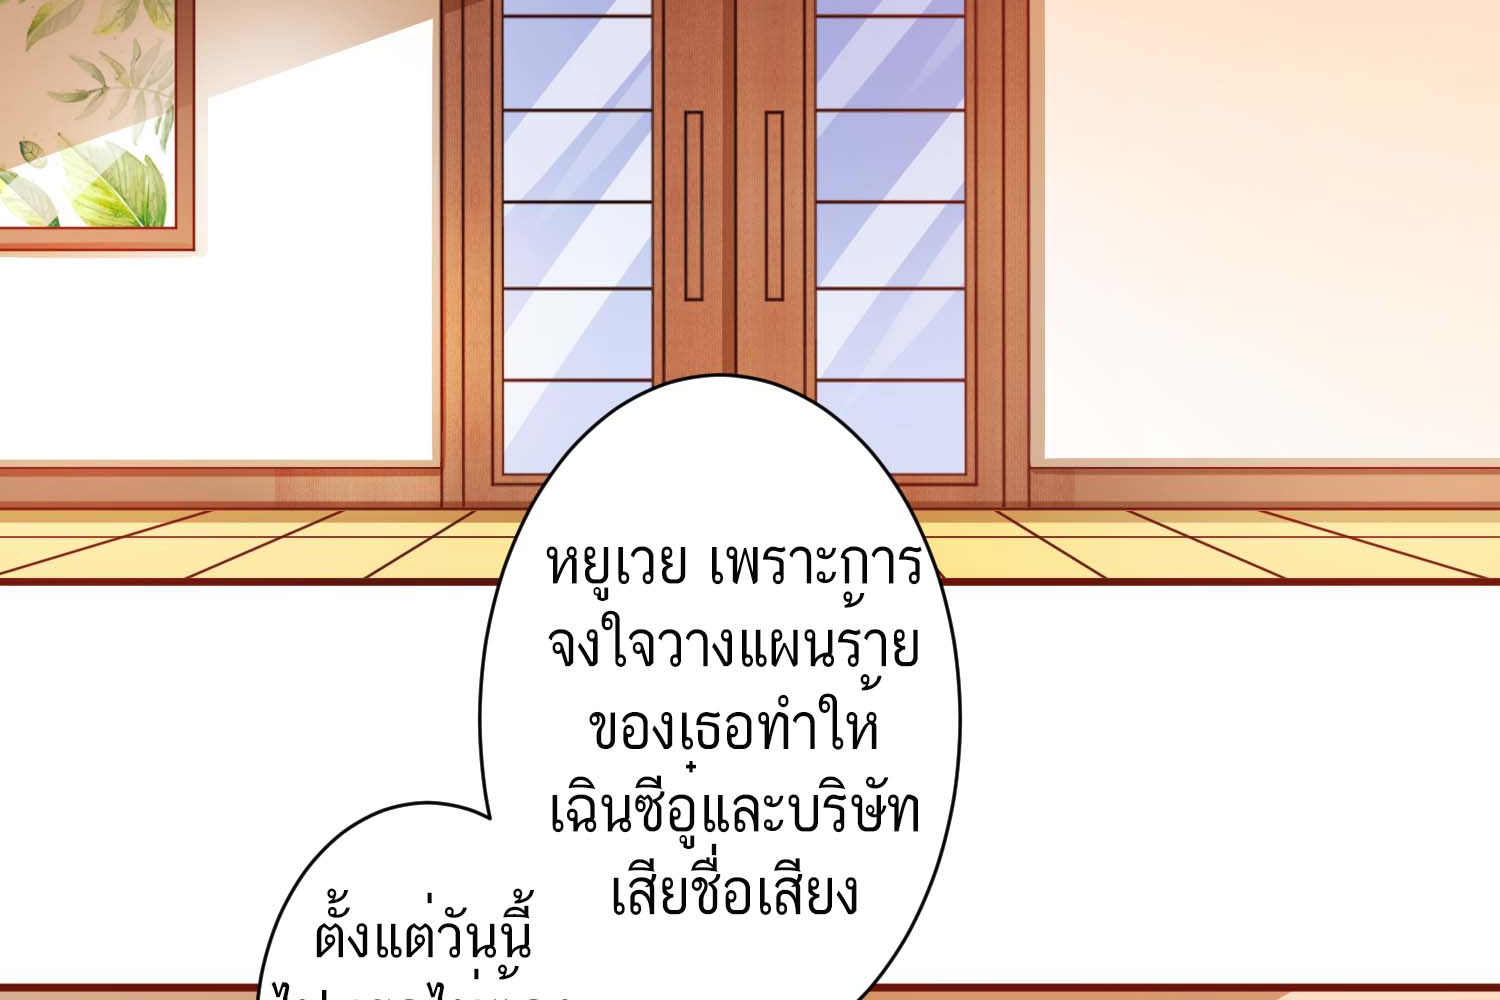 หยูเวย เพราะการ
จงใจวางแผนร้าย
ของเธอทำให้
เฉินซีอู๋และบริษัท
เสียชื่อเสียง
ตั้งแต่วันนี้